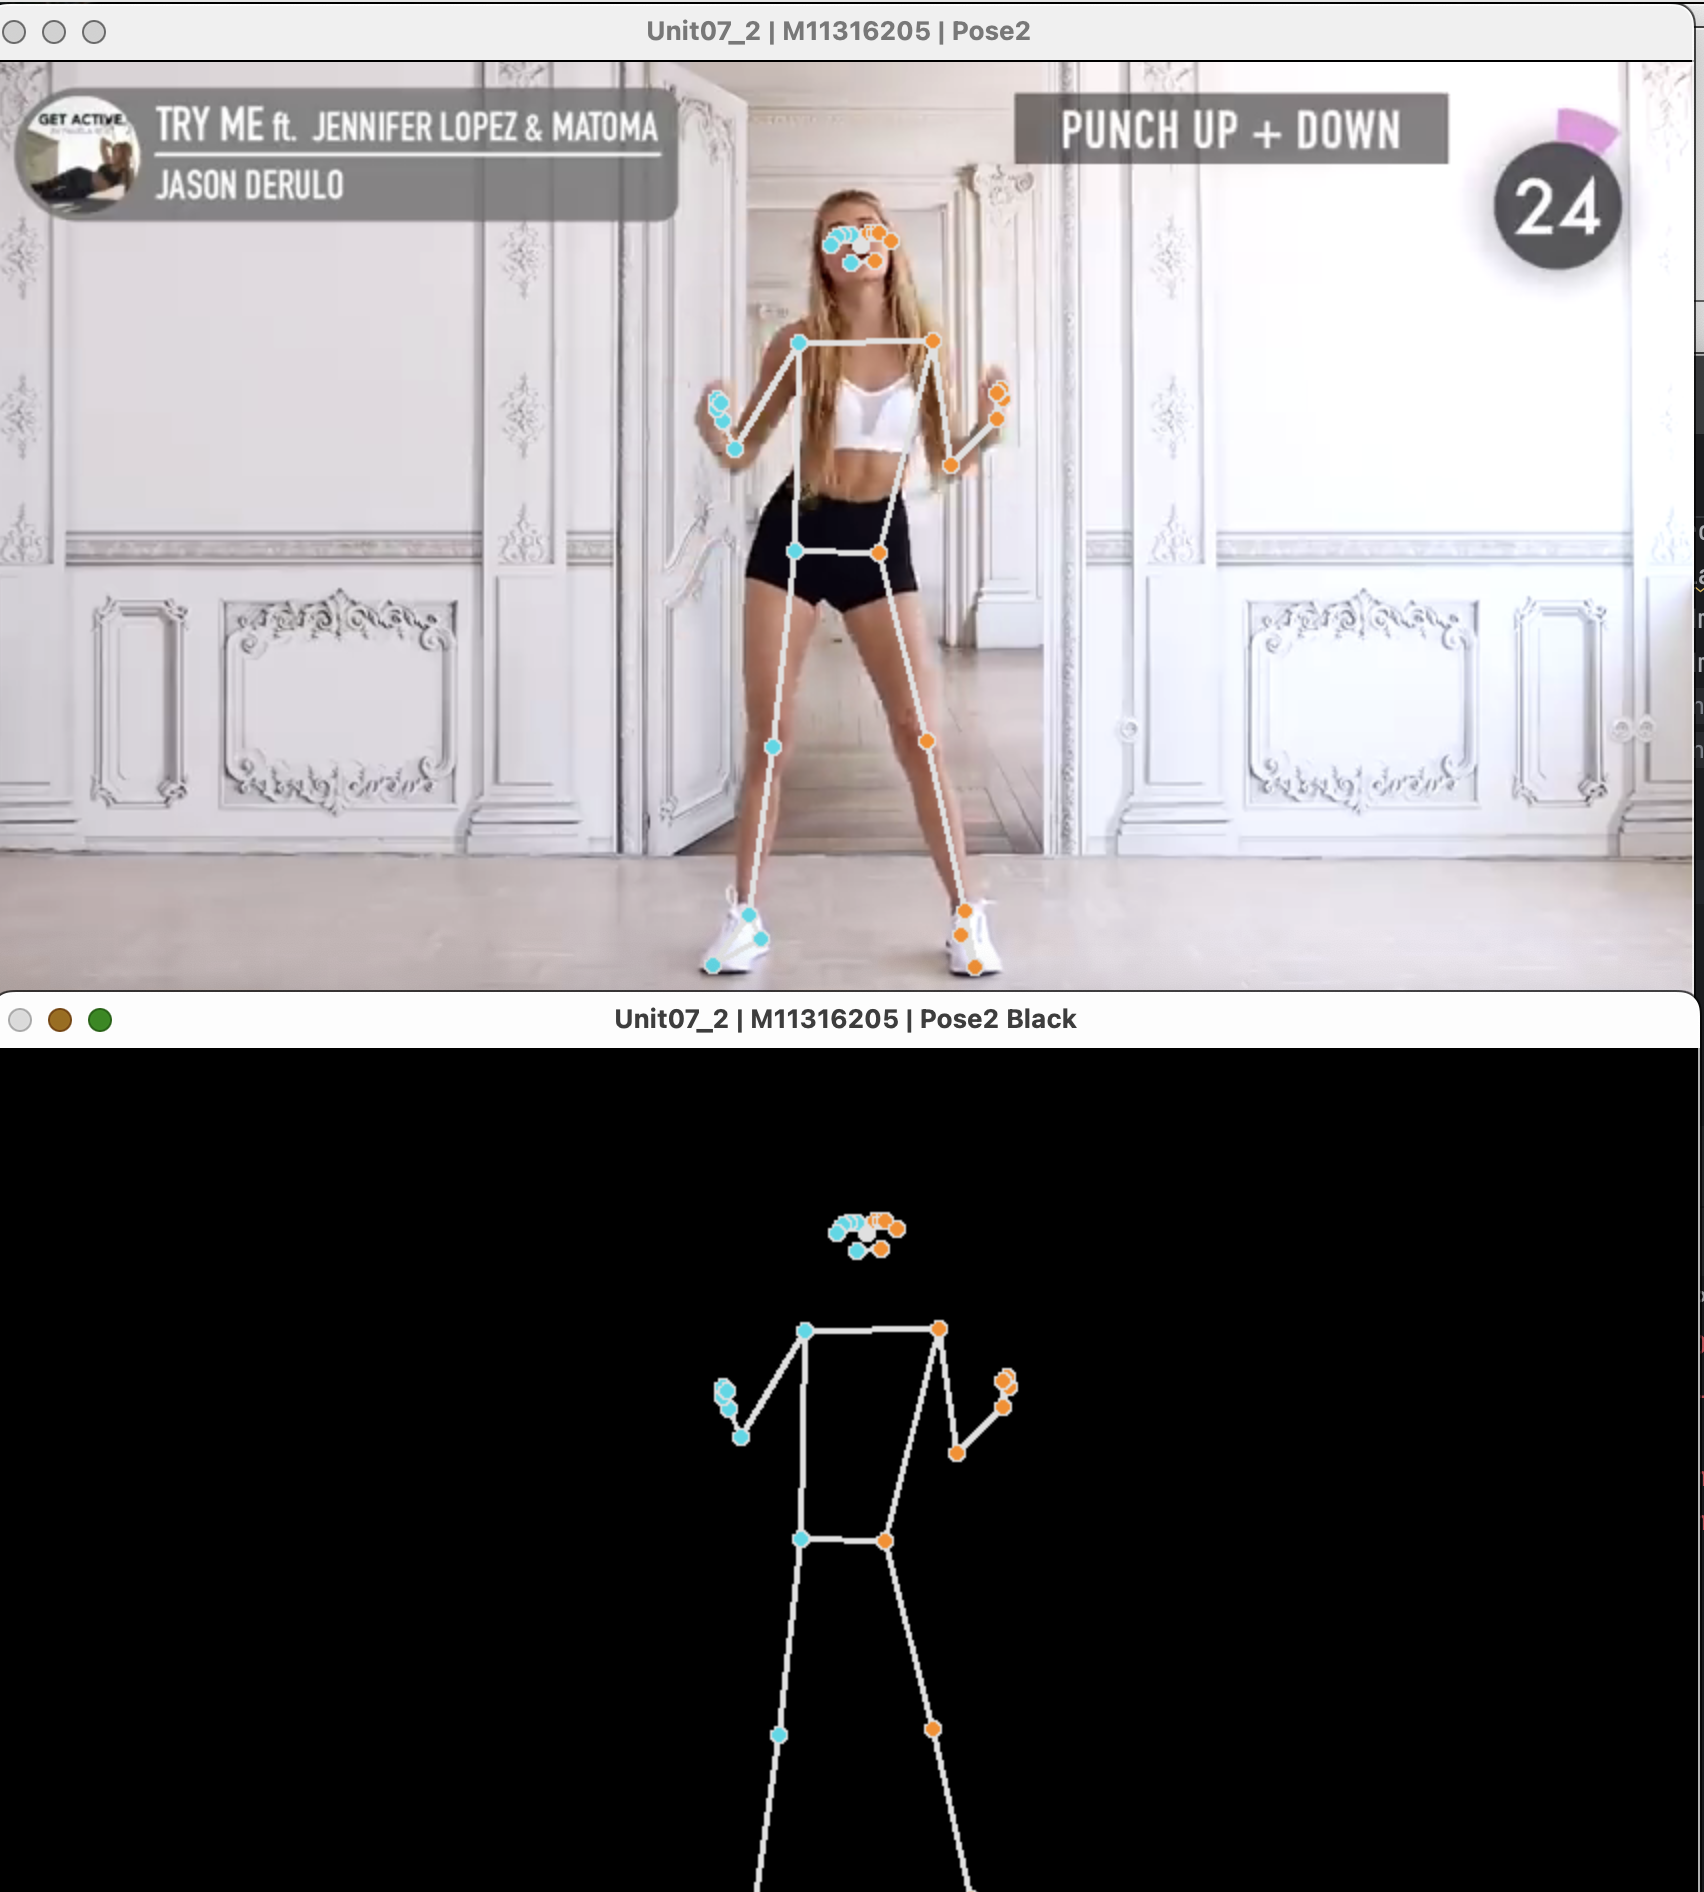 Unit07_2 | M11316205 | Pose2
GET ACTIVE
TRY ME ft. JENNIFER LOPEZ & MATOMA
JASON DERULO
PUNCH UP + DOWN
24
Unit07_2 | M11316205 | Pose2 Black